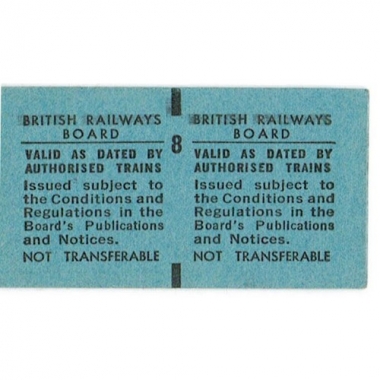 BRITISH RAILWAYS
BOARD
VALID AS DATED BY
AUTHORISED TRAINS
Issued subject to
the Conditions and
Regulations in the
Board's Publications
and Notices.
NOT TRANSFERABLE
8
BRITISH RAILWAYS
BOARD
VALID AS DATED BY
AUTHORISED TRAINS
Issued subject to
the Conditions and
Regulations in the
Board's Publications
and Notices.
NOT TRANSFERABLE